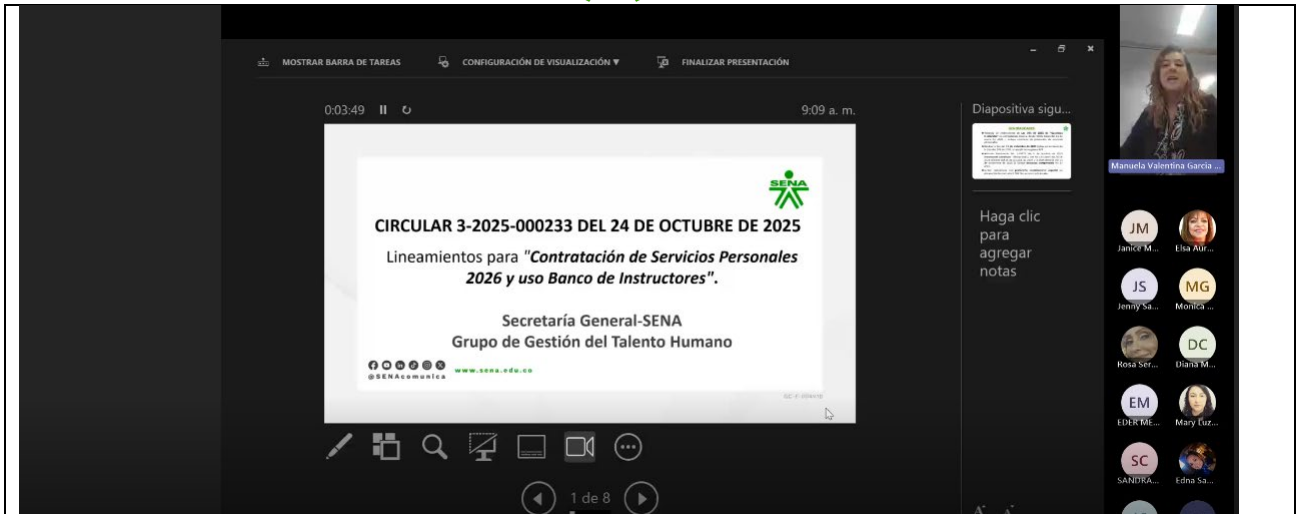 MOSTRAR BARRA DE TAREAS
CONFIGURACIÓN DE VISUALIZACIÓN ▼
FINALIZAR PRESENTACIÓN
0:03:49
9:09 a. m.
Diapositiva sigu...
SENA
CIRCULAR 3-2025-000233 DEL 24 DE OCTUBRE DE 2025
Lineamientos para "Contratación de Servicios Personales
2026 y uso Banco de Instructores".
Secretaría General-SENA
Grupo de Gestión del Talento Humano
@SENAcomunica
www.sena.edu.co
Haga clic
para
agregar
notas
1 de 8
Manuela Valentina García ...
JM
Janice M...
Elsa Aur...
JS
Jenny Sa...
MG
Monica ...
Rosa Ser...
DC
Diana M...
EM
EDER ME...
Mary Luz...
SC
SANDRA...
Edna Sa...